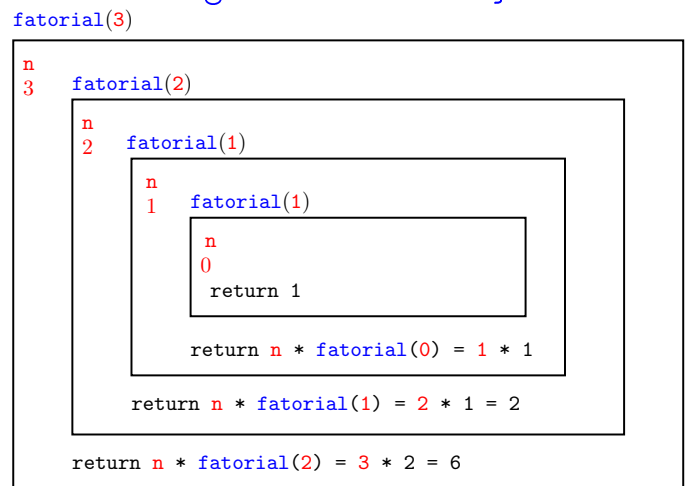 fatorial(3)
n
3
fatorial(2)
n
2
fatorial(1)
n
1
fatorial(1)
n
0
return 1
return n * fatorial(0) = 1 * 1
return n * fatorial(1) = 2 * 1 = 2
return n * fatorial(2) = 3 * 2 = 6